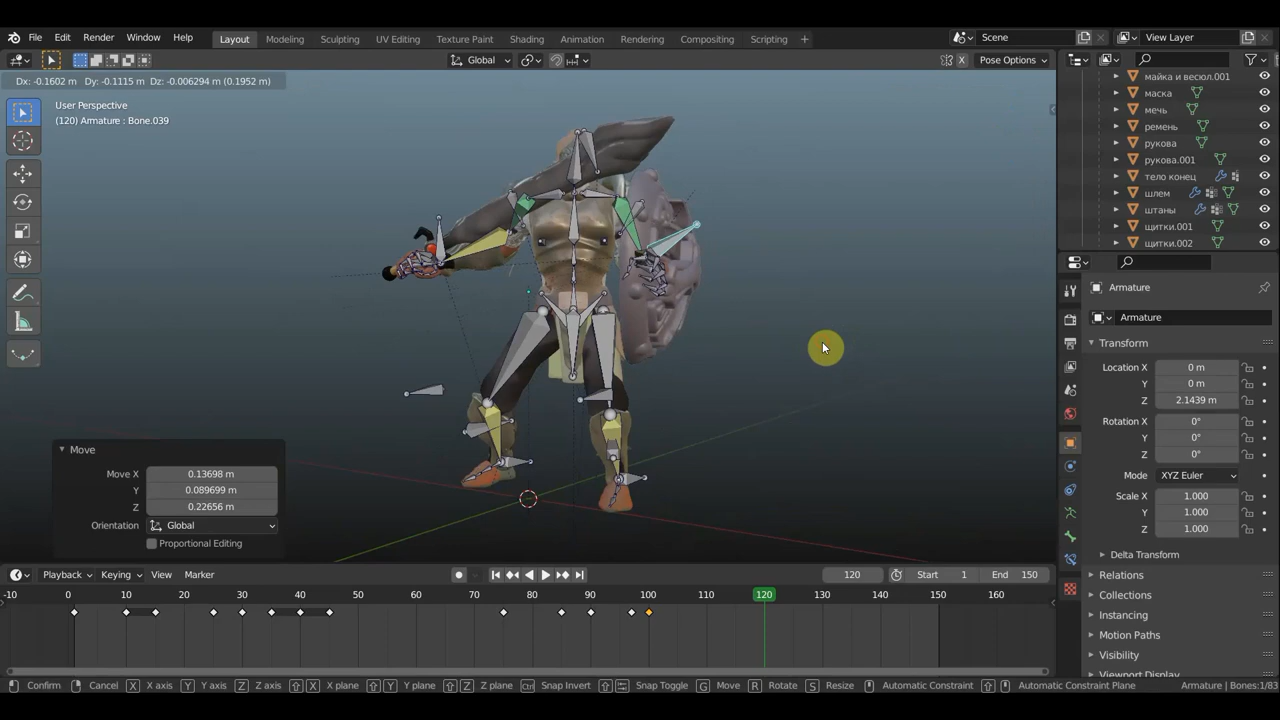 File Edit Render Window Help Layout Modeling Sculpting UV Editing Texture Paint Shading Animation Rendering Compositing Scripting + Scene View Layer
Global X Pose Options
Dx: -0.1602 m Dy: -0.1115 m Dz: -0.006294 m (0.1952 m)
User Perspective
(120) Armature : Bone.039
майка и весюл.001
маска
мечь
ремень
рукова
рукова.001
тело конец
шлем
штаны
щитки.001
щитки.002
Armature
Armature
Transform
Location X 0 m
Y 0 m
Z 2.1439 m
Rotation X 0°
Y 0°
Z 0°
Mode XYZ Euler
Scale X 1.000
Y 1.000
Z 1.000
Delta Transform
Relations
Collections
Instancing
Motion Paths
Visibility
Viewport Display
Move
Move X 0.13698 m
Y 0.089699 m
Z 0.22656 m
Orientation Global
Proportional Editing
Playback Keying View Marker 120 Start 1 End 150
-10 0 10 20 30 40 50 60 70 80 90 100 110 120 130 140 150 160
Confirm Cancel X X axis Y Y axis Z Z axis X X plane Y Y plane Z Z plane Ctrl Snap Invert Snap Toggle G Move R Rotate S Resize Automatic Constraint Automatic Constraint Plane Armature | Bones:1/83